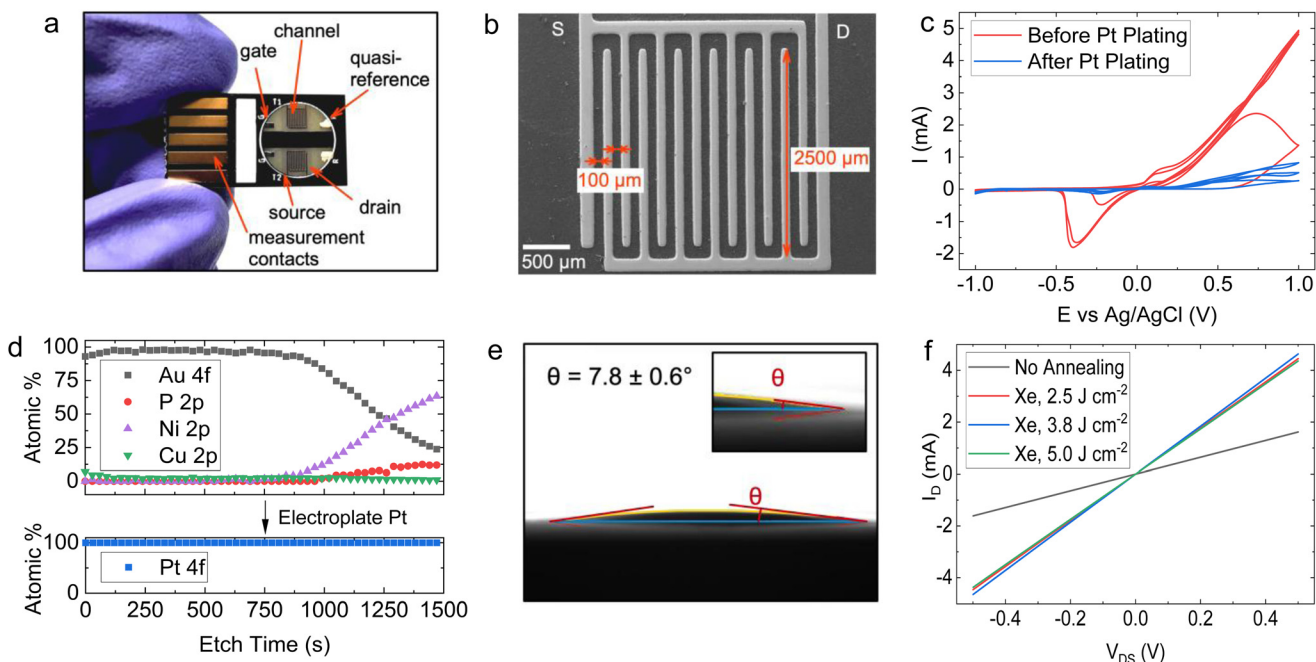 a
channel
gate
quasi-
reference
T1
T2
source
drain
measurement
contacts
b
S
D
100 μm
2500 μm
500 μm
c
Before Pt Plating
After Pt Plating
I (mA)
5
4
3
2
1
0
-1
-2
-1.0
-0.5
0.0
0.5
1.0
E vs Ag/AgCl (V)
d
Atomic %
100
75
50
25
0
Au 4f
P 2p
Ni 2p
Cu 2p
Electroplate Pt
Atomic %
100
0
Pt 4f
0
250
500
750
1000
1250
1500
Etch Time (s)
e
θ = 7.8 ± 0.6°
θ
θ
f
No Annealing
Xe, 2.5 J cm⁻²
Xe, 3.8 J cm⁻²
Xe, 5.0 J cm⁻²
I_D (mA)
4
2
0
-2
-4
-0.4
-0.2
0.0
0.2
0.4
V_DS (V)